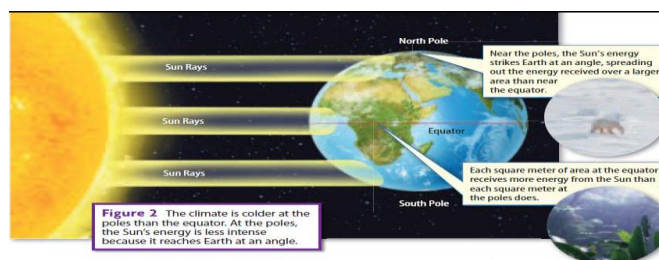 North Pole
Near the poles, the Sun's energy
strikes Earth at an angle, spreading
out the energy received over a larger
area than near
the equator.
Sun Rays
Sun Rays
Equator
Sun Rays
Each square meter of area at the equator
receives more energy from the Sun than
each square meter at
the poles does.
South Pole
Figure 2 The climate is colder at the
poles than the equator. At the poles,
the Sun's energy is less intense
because it reaches Earth at an angle.